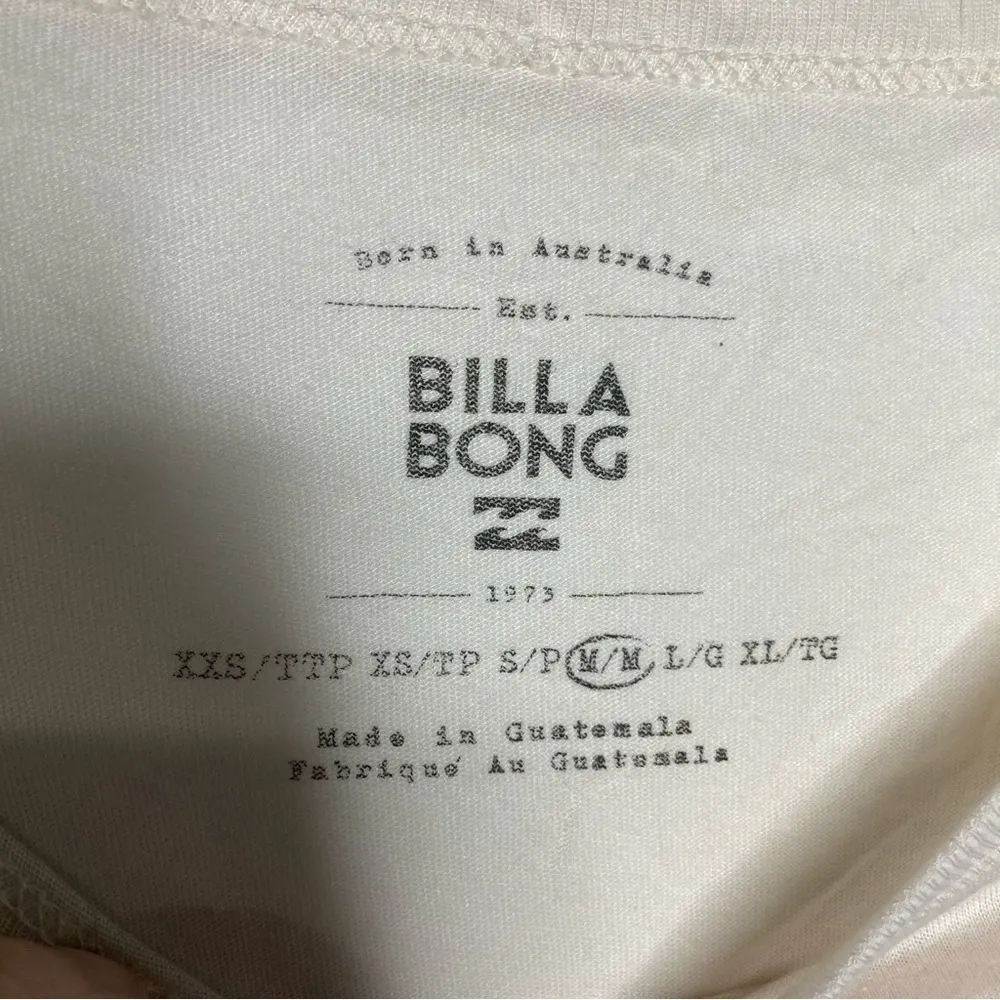 Born in Australia
Est.
BILLA
BONG
1973
XXS/TTP XS/TP S/P M/M L/G XL/TG
Made in Guatemala
Fabriqué Au Guatemala